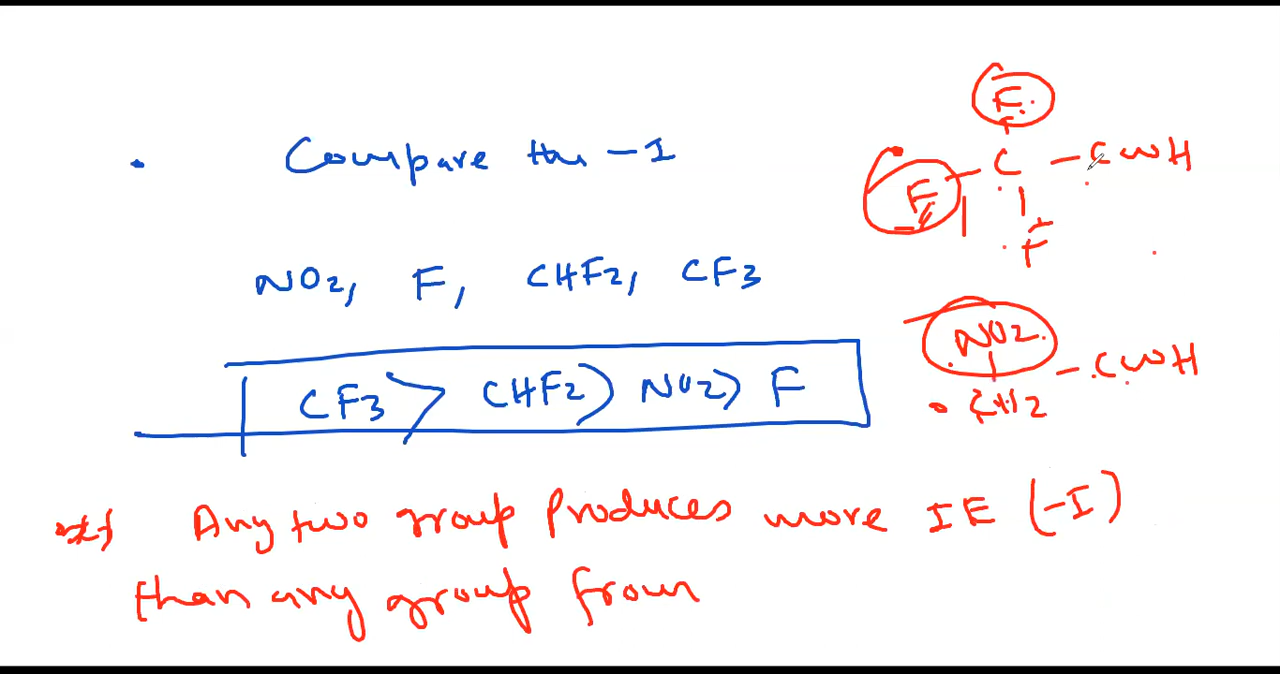 Compare the -I
NO2, F, CHF2, CF3
CF3 > CHF2 > NO2 > F
F
F - C - COOH
F
NO2
CH2 - COOH
** Any two group produces more IE (-I)
than any group from